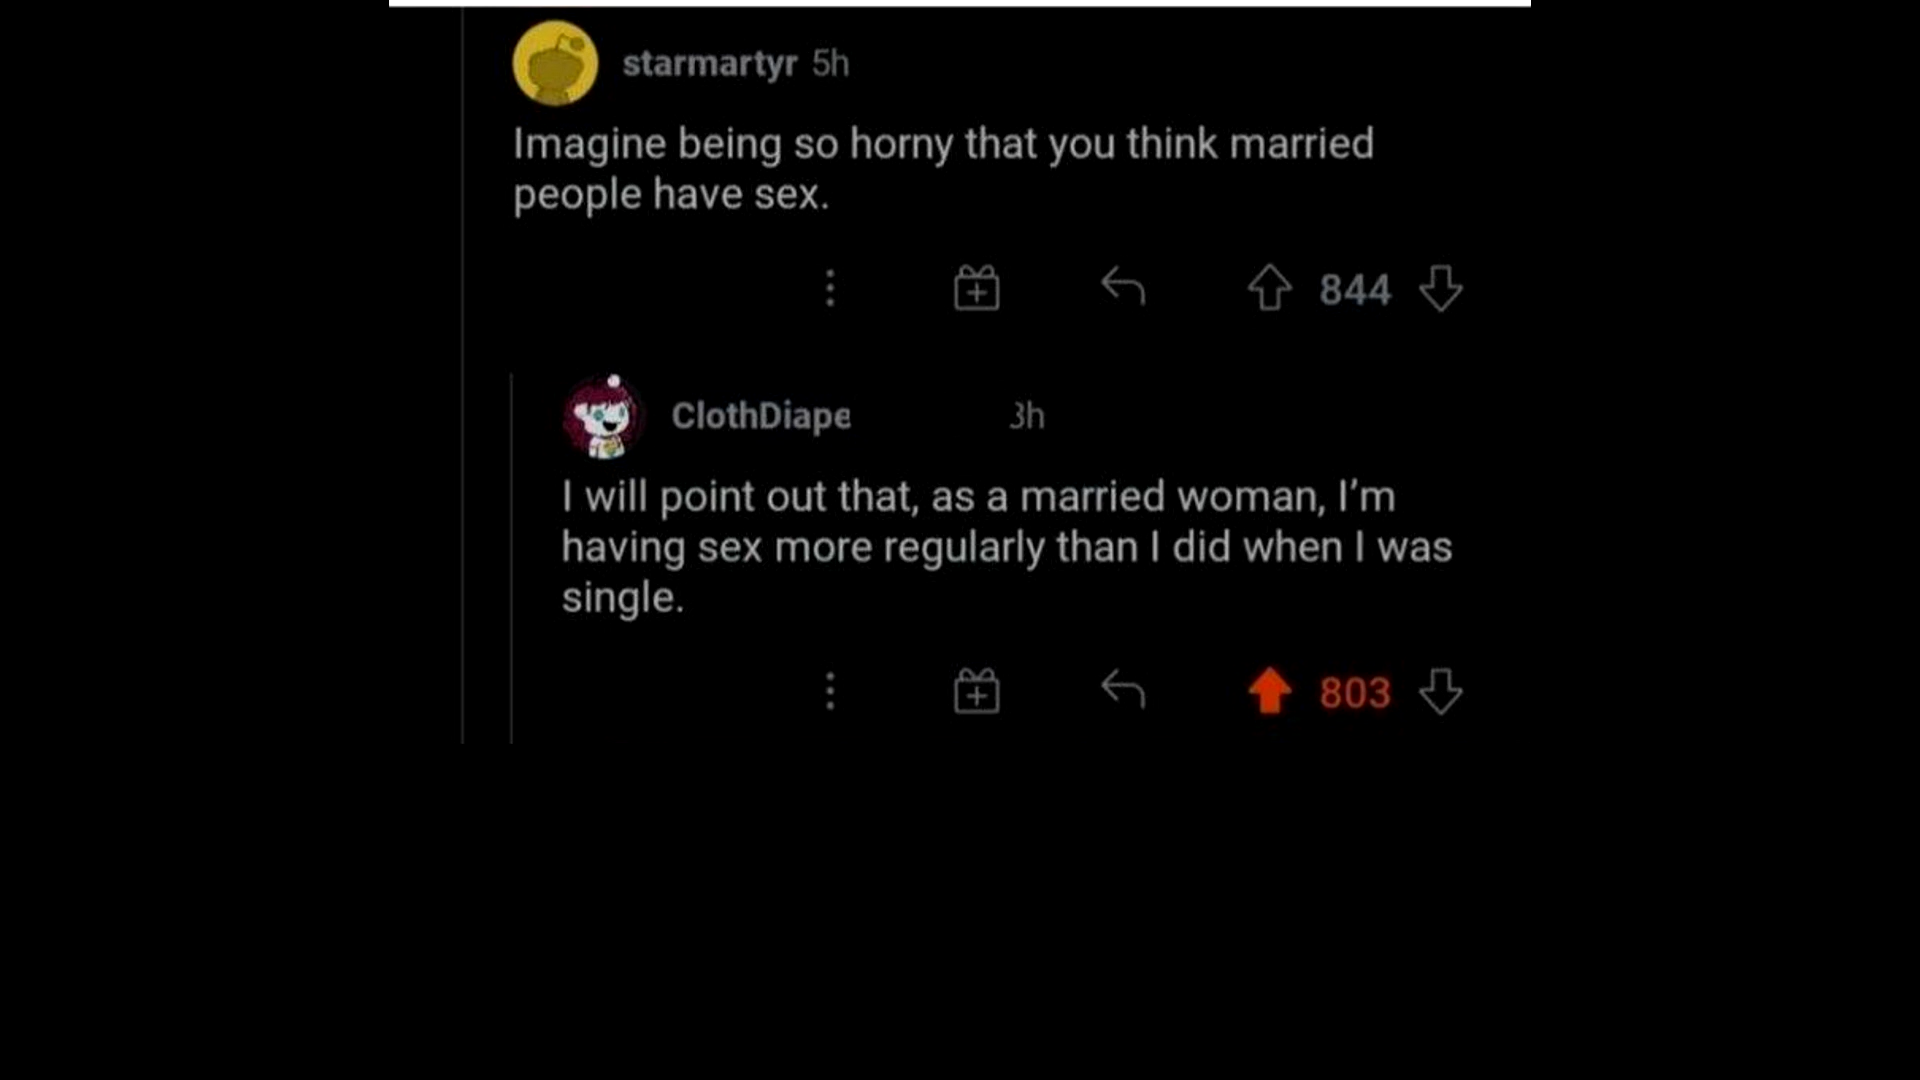 starmartyr 5h
Imagine being so horny that you think married
people have sex.
844
ClothDiape 3h
I will point out that, as a married woman, I’m
having sex more regularly than I did when I was
single.
803